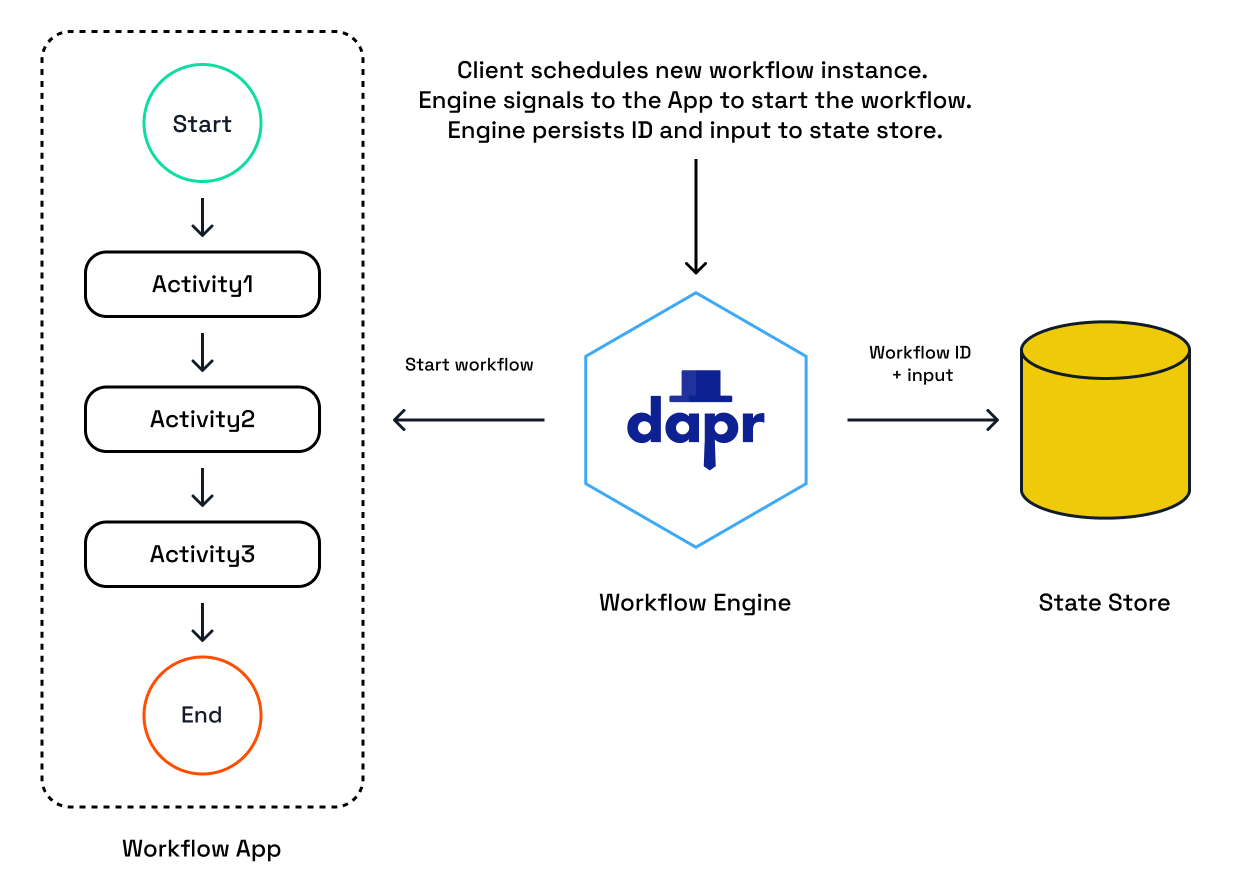 Client schedules new workflow instance.
Engine signals to the App to start the workflow.
Engine persists ID and input to state store.
Start
Activity1
Activity2
Activity3
End
Workflow App
Start workflow
dapr
Workflow Engine
Workflow ID
+ input
State Store